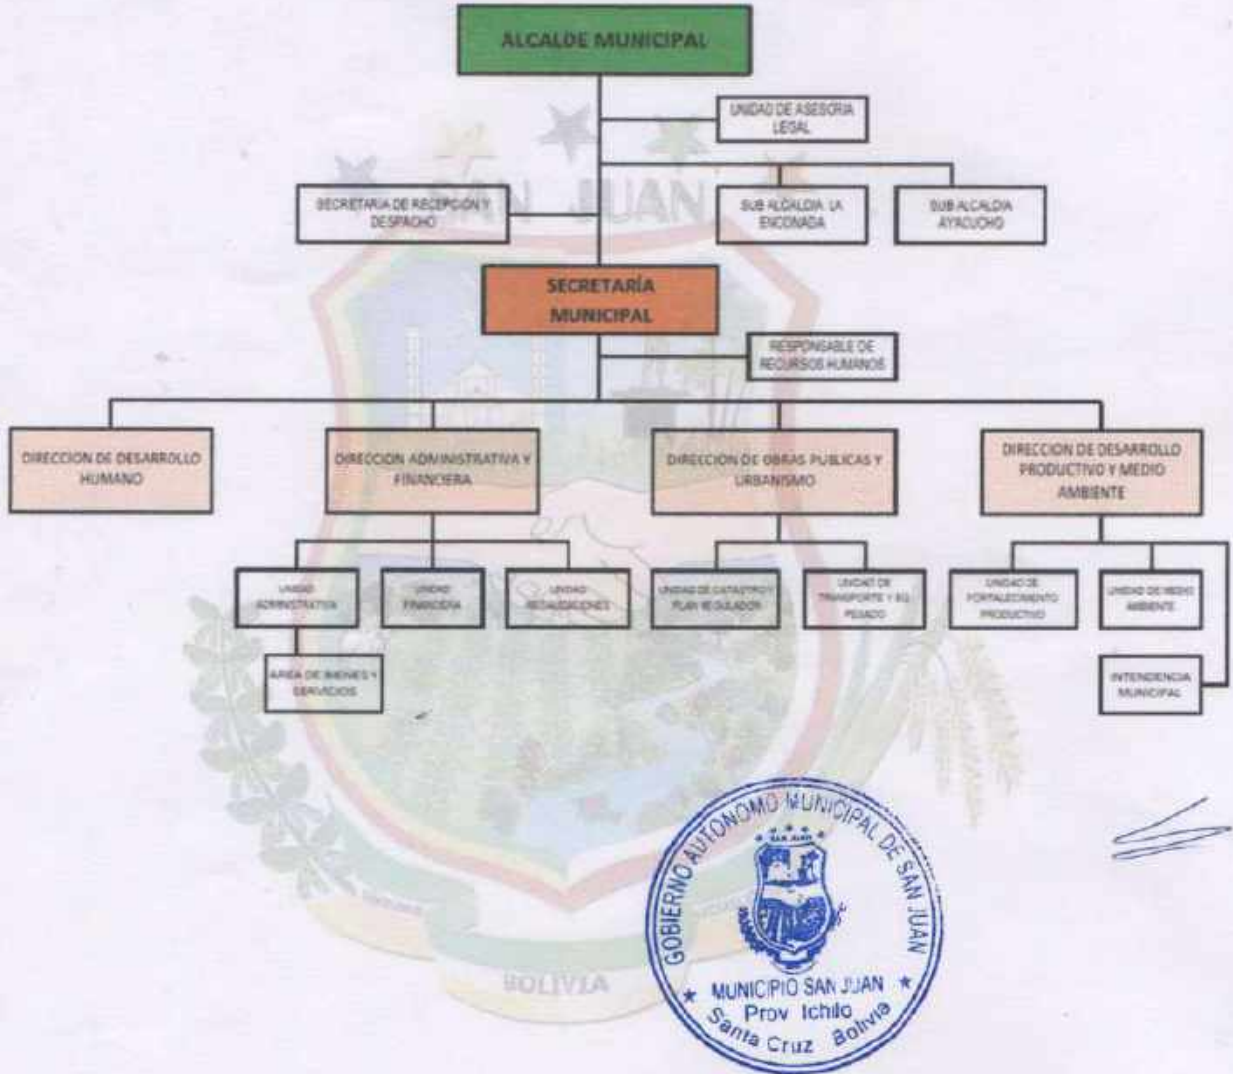 ALCALDE MUNICIPAL
UNIDAD DE ASESORIA
LEGAL
SAN JUAN
SECRETARIA DE RECEPCION Y
DESPACHO
SUB ALCALDIA LA
ENCONADA
SUB ALCALDIA
AYACUCHO
SECRETARÍA
MUNICIPAL
RESPONSABLE DE
RECURSOS HUMANOS
DIRECCION DE DESARROLLO
HUMANO
DIRECCION ADMINISTRATIVA Y
FINANCIERA
DIRECCION DE OBRAS PUBLICAS Y
URBANISMO
DIRECCION DE DESARROLLO
PRODUCTIVO Y MEDIO
AMBIENTE
UNIDAD
ADMINISTRATIVA
UNIDAD
FINANCIERA
UNIDAD
RECAUDACIONES
UNIDAD DE CATASTRO Y
PLAN REGULADOR
UNIDAD DE
TRANSPORTE Y EQ.
PESADO
UNIDAD DE
FORTALECIMIENTO
PRODUCTIVO
UNIDAD DE MEDIO
AMBIENTE
AREA DE BIENES Y
SERVICIOS
INTENDENCIA
MUNICIPAL
BOLIVIA
GOBIERNO AUTONOMO MUNICIPAL DE SAN JUAN
SAN JUAN
MUNICIPIO SAN JUAN
Prov Ichilo
Santa Cruz Bolivia